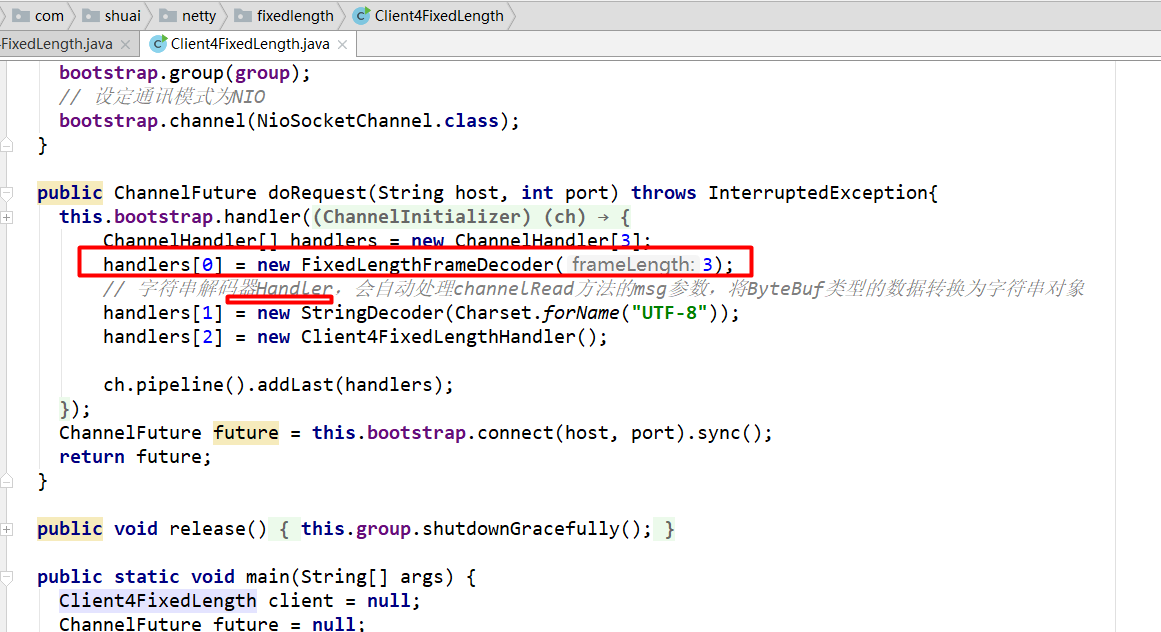 com shuai netty fixedlength Client4FixedLength
FixedLength.java Client4FixedLength.java
bootstrap.group(group);
// 设定通讯模式为NIO
bootstrap.channel(NioSocketChannel.class);
}
public ChannelFuture doRequest(String host, int port) throws InterruptedException{
this.bootstrap.handler((ChannelInitializer) (ch) → {
ChannelHandler[] handlers = new ChannelHandler[3];
handlers[0] = new FixedLengthFrameDecoder( frameLength: 3);
// 字符串解码器Handler，会自动处理channelRead方法的msg参数，将ByteBuf类型的数据转换为字符串对象
handlers[1] = new StringDecoder(Charset.forName("UTF-8"));
handlers[2] = new Client4FixedLengthHandler();
ch.pipeline().addLast(handlers);
});
ChannelFuture future = this.bootstrap.connect(host, port).sync();
return future;
}
public void release() { this.group.shutdownGracefully(); }
public static void main(String[] args) {
Client4FixedLength client = null;
ChannelFuture future = null;